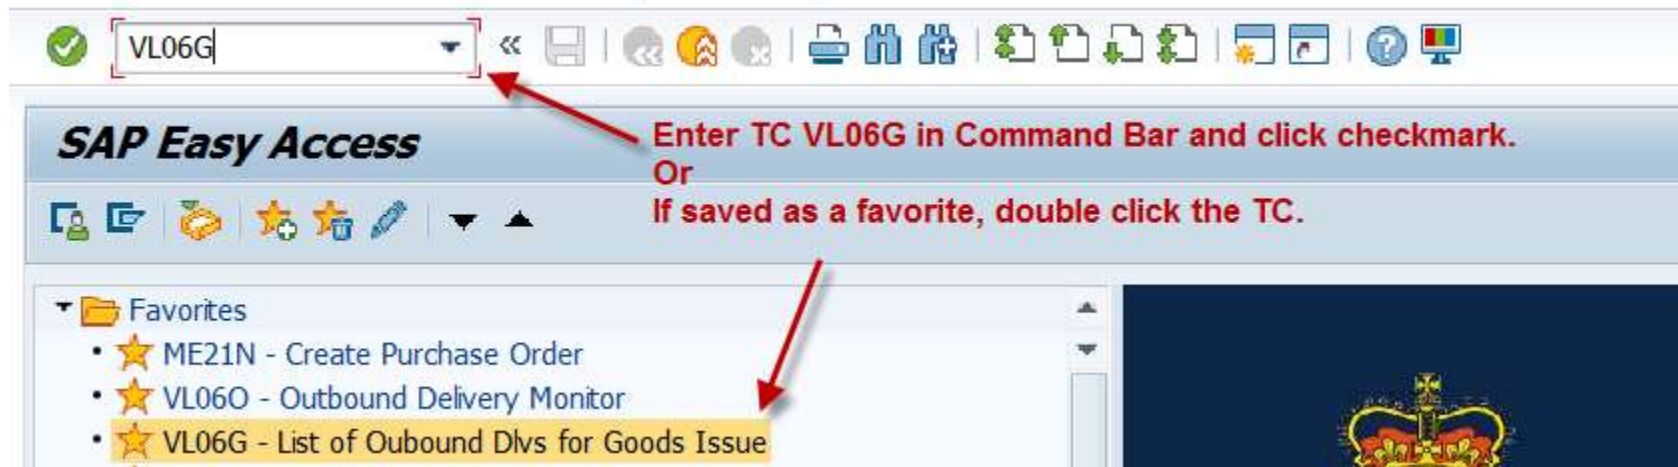 VL06G
SAP Easy Access
Enter TC VL06G in Command Bar and click checkmark.
Or
If saved as a favorite, double click the TC.
Favorites
ME21N - Create Purchase Order
VL06O - Outbound Delivery Monitor
VL06G - List of Oubound Dlvs for Goods Issue